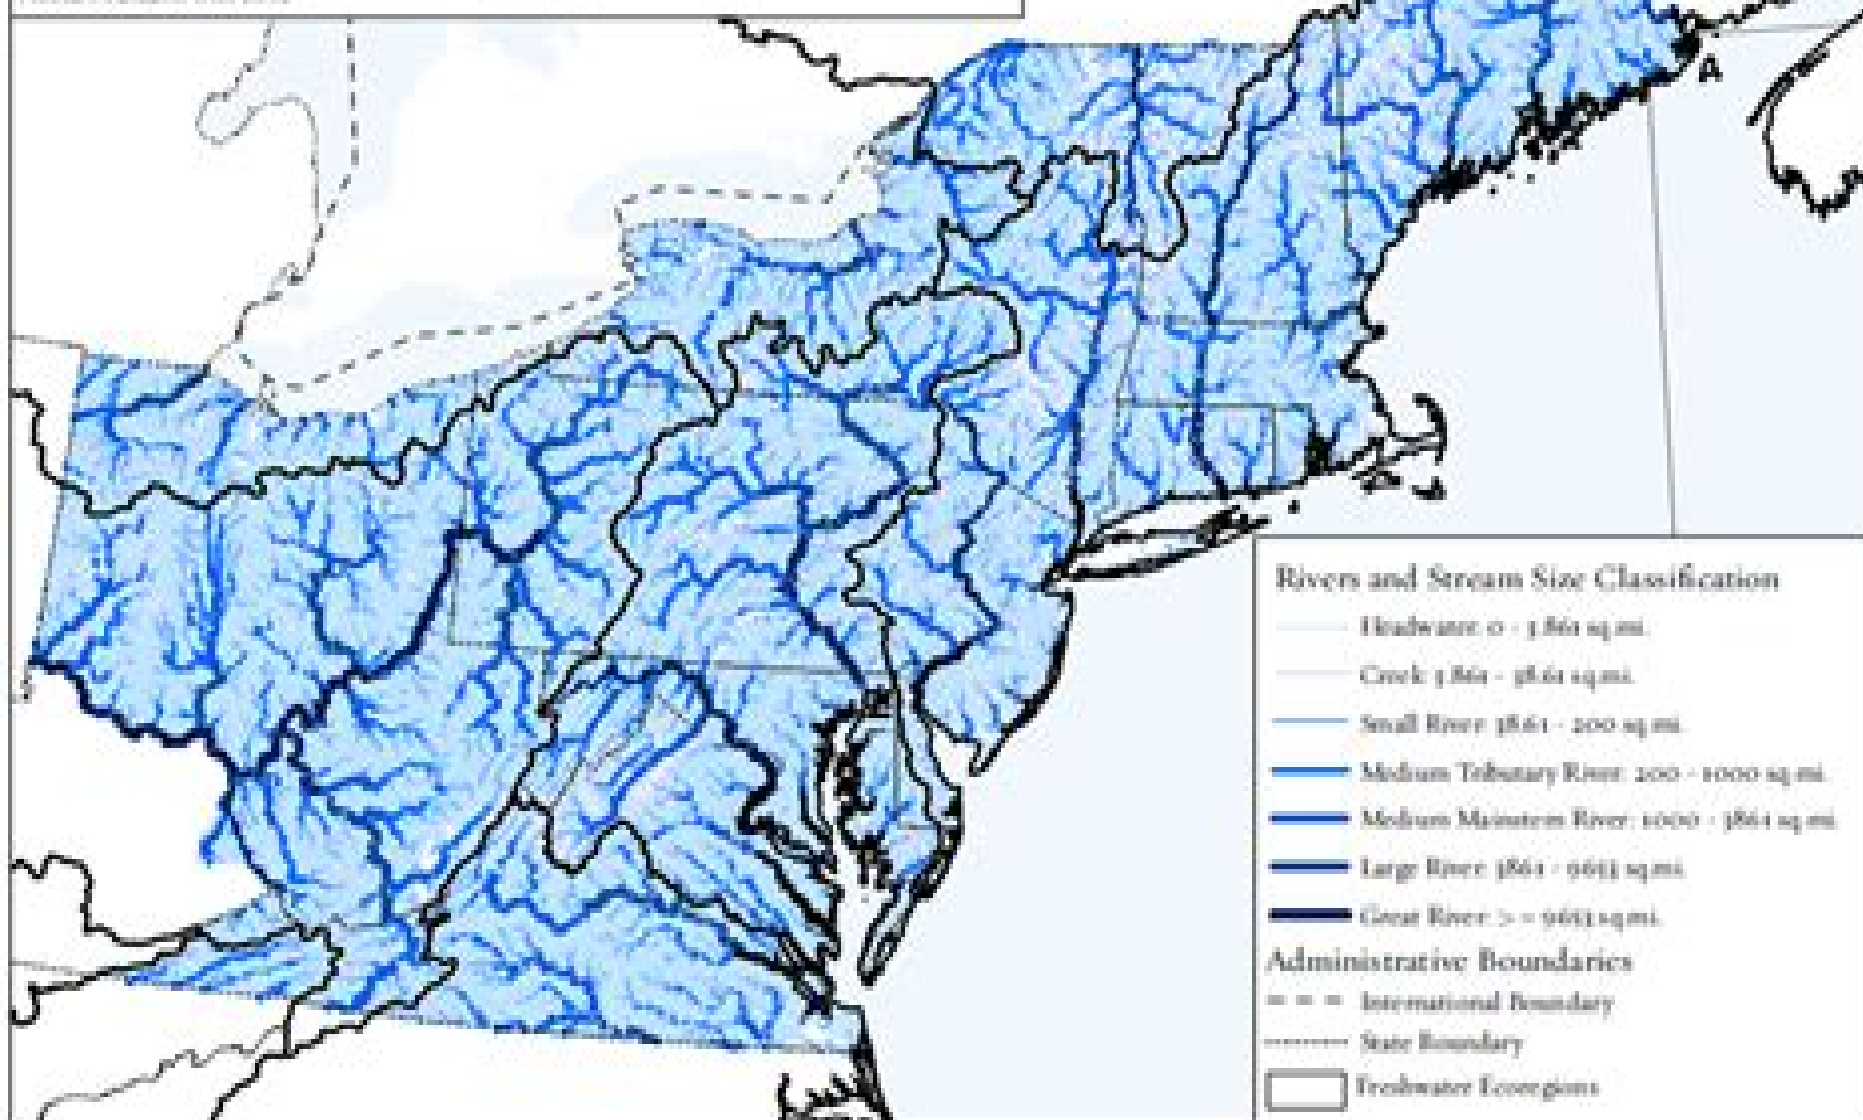 A
Rivers and Stream Size Classification
Headwater: 0 - 3.861 sq.mi.
Creek: 3.861 - 38.61 sq.mi.
Small River: 38.61 - 200 sq.mi.
Medium Tributary River: 200 - 1000 sq.mi.
Medium Mainstem River: 1000 - 3861 sq.mi.
Large River: 3861 - 9653 sq.mi.
Great River: >= 9653 sq.mi.
Administrative Boundaries
International Boundary
State Boundary
Freshwater Ecoregions